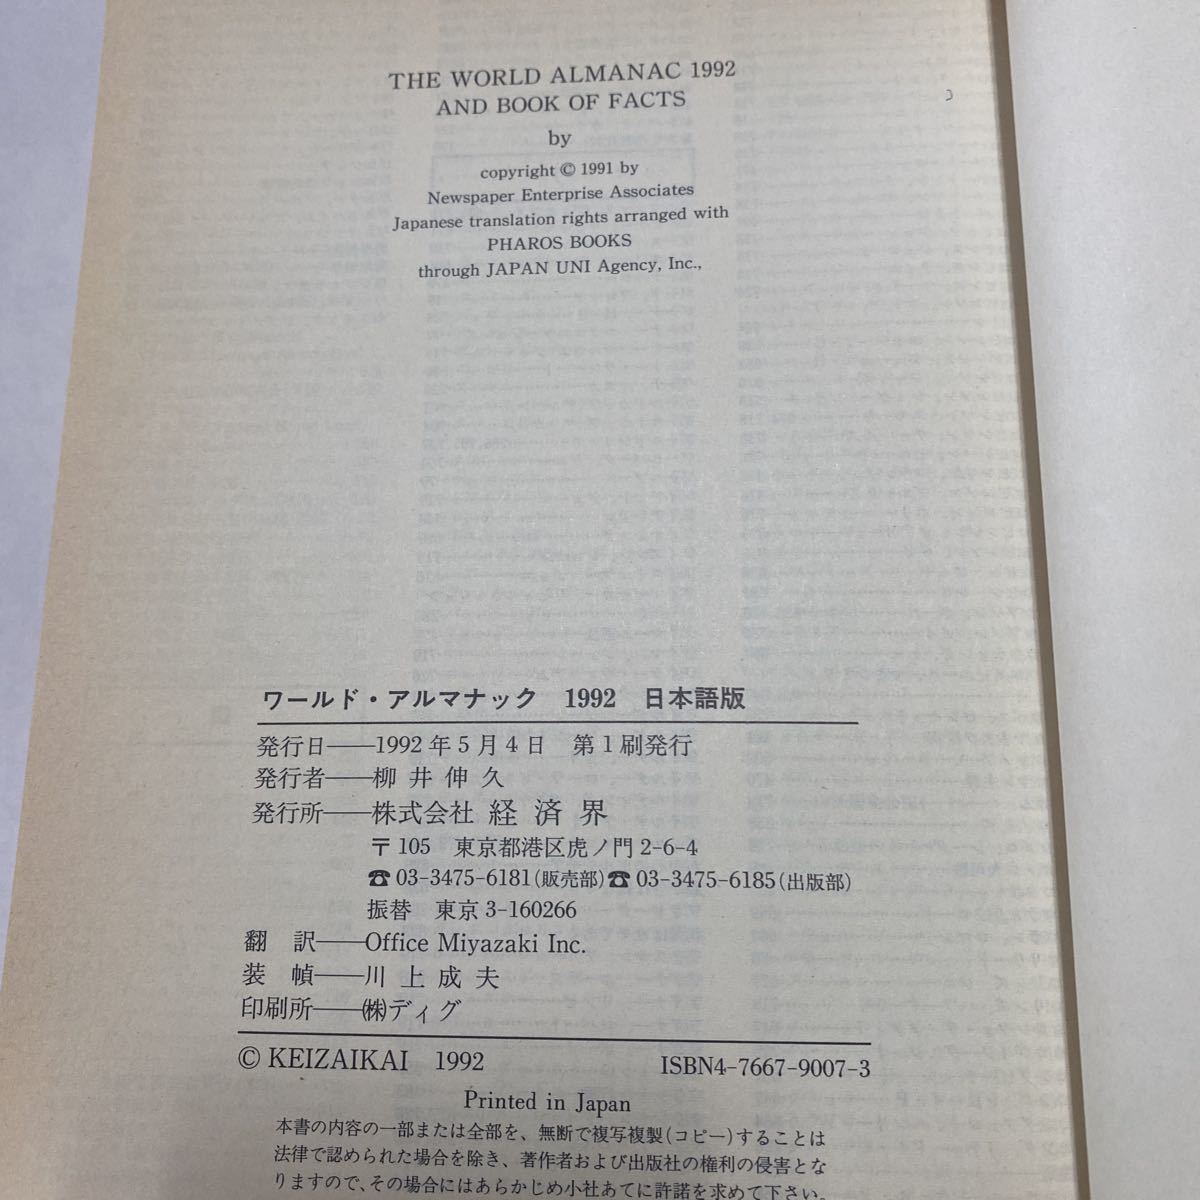 THE WORLD ALMANAC 1992
AND BOOK OF FACTS
by
copyright © 1991 by
Newspaper Enterprise Associates
Japanese translation rights arranged with
PHAROS BOOKS
through JAPAN UNI Agency, Inc.,
ワールド・アルマナック 1992 日本語版
発行日――1992年5月4日 第1刷発行
発行者――柳井伸久
発行所――株式会社 経済界
〒105 東京都港区虎ノ門2-6-4
☎03-3475-6181(販売部)☎03-3475-6185(出版部)
振替 東京3-160266
翻 訳――Office Miyazaki Inc.
装 幀――川上成夫
印刷所――㈱ディグ
© KEIZAIKAI 1992 ISBN4-7667-9007-3
Printed in Japan
本書の内容の一部または全部を、無断で複写複製(コピー)することは
法律で認められた場合を除き、著作者および出版社の権利の侵害とな
りますので、その場合にはあらかじめ小社あてに許諾を求めて下さい。